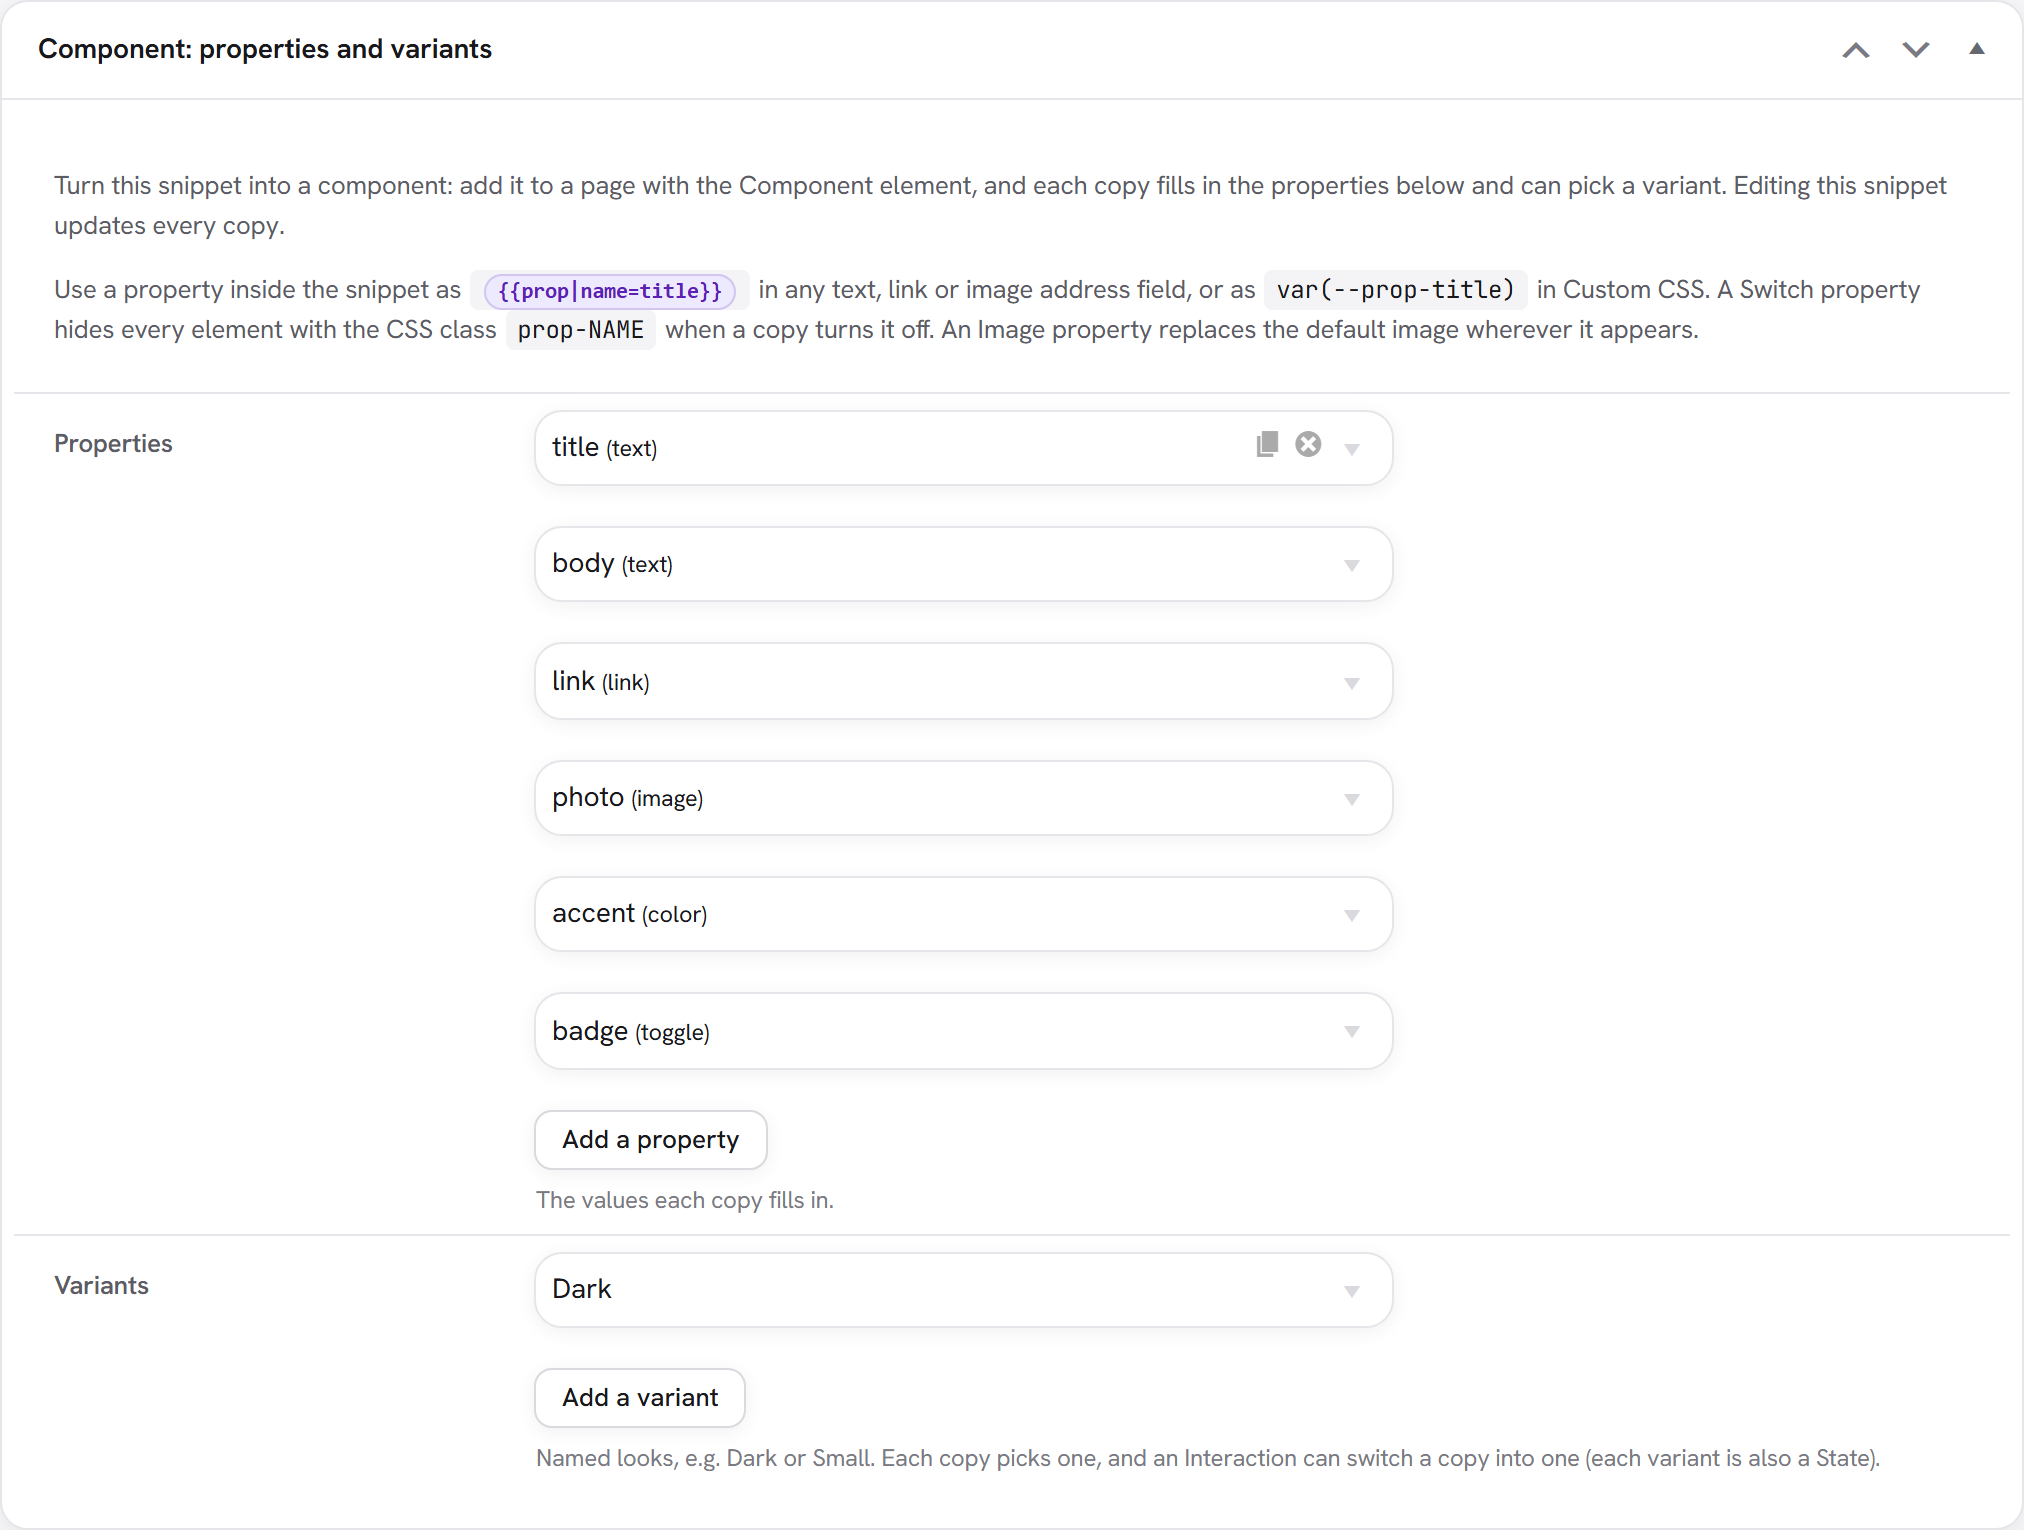 Component: properties and variants
Turn this snippet into a component: add it to a page with the Component element, and each copy fills in the properties below and can pick a variant. Editing this snippet
updates every copy.
Use a property inside the snippet as {{prop|name=title}} in any text, link or image address field, or as var(--prop-title) in Custom CSS. A Switch property
hides every element with the CSS class prop-NAME when a copy turns it off. An Image property replaces the default image wherever it appears.
Properties
title (text)
body (text)
link (link)
photo (image)
accent (color)
badge (toggle)
Add a property
The values each copy fills in.
Variants
Dark
Add a variant
Named looks, e.g. Dark or Small. Each copy picks one, and an Interaction can switch a copy into one (each variant is also a State).